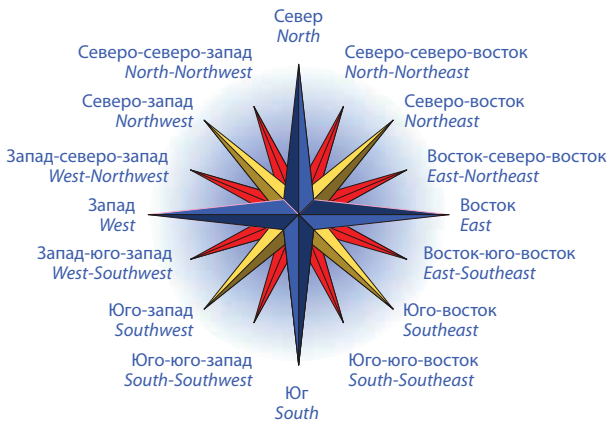 Север
North
Северо-северо-запад
North-Northwest
Северо-северо-восток
North-Northeast
Северо-запад
Northwest
Северо-восток
Northeast
Запад-северо-запад
West-Northwest
Восток-северо-восток
East-Northeast
Запад
West
Восток
East
Запад-юго-запад
West-Southwest
Восток-юго-восток
East-Southeast
Юго-запад
Southwest
Юго-восток
Southeast
Юго-юго-запад
South-Southwest
Юго-юго-восток
South-Southeast
Юг
South